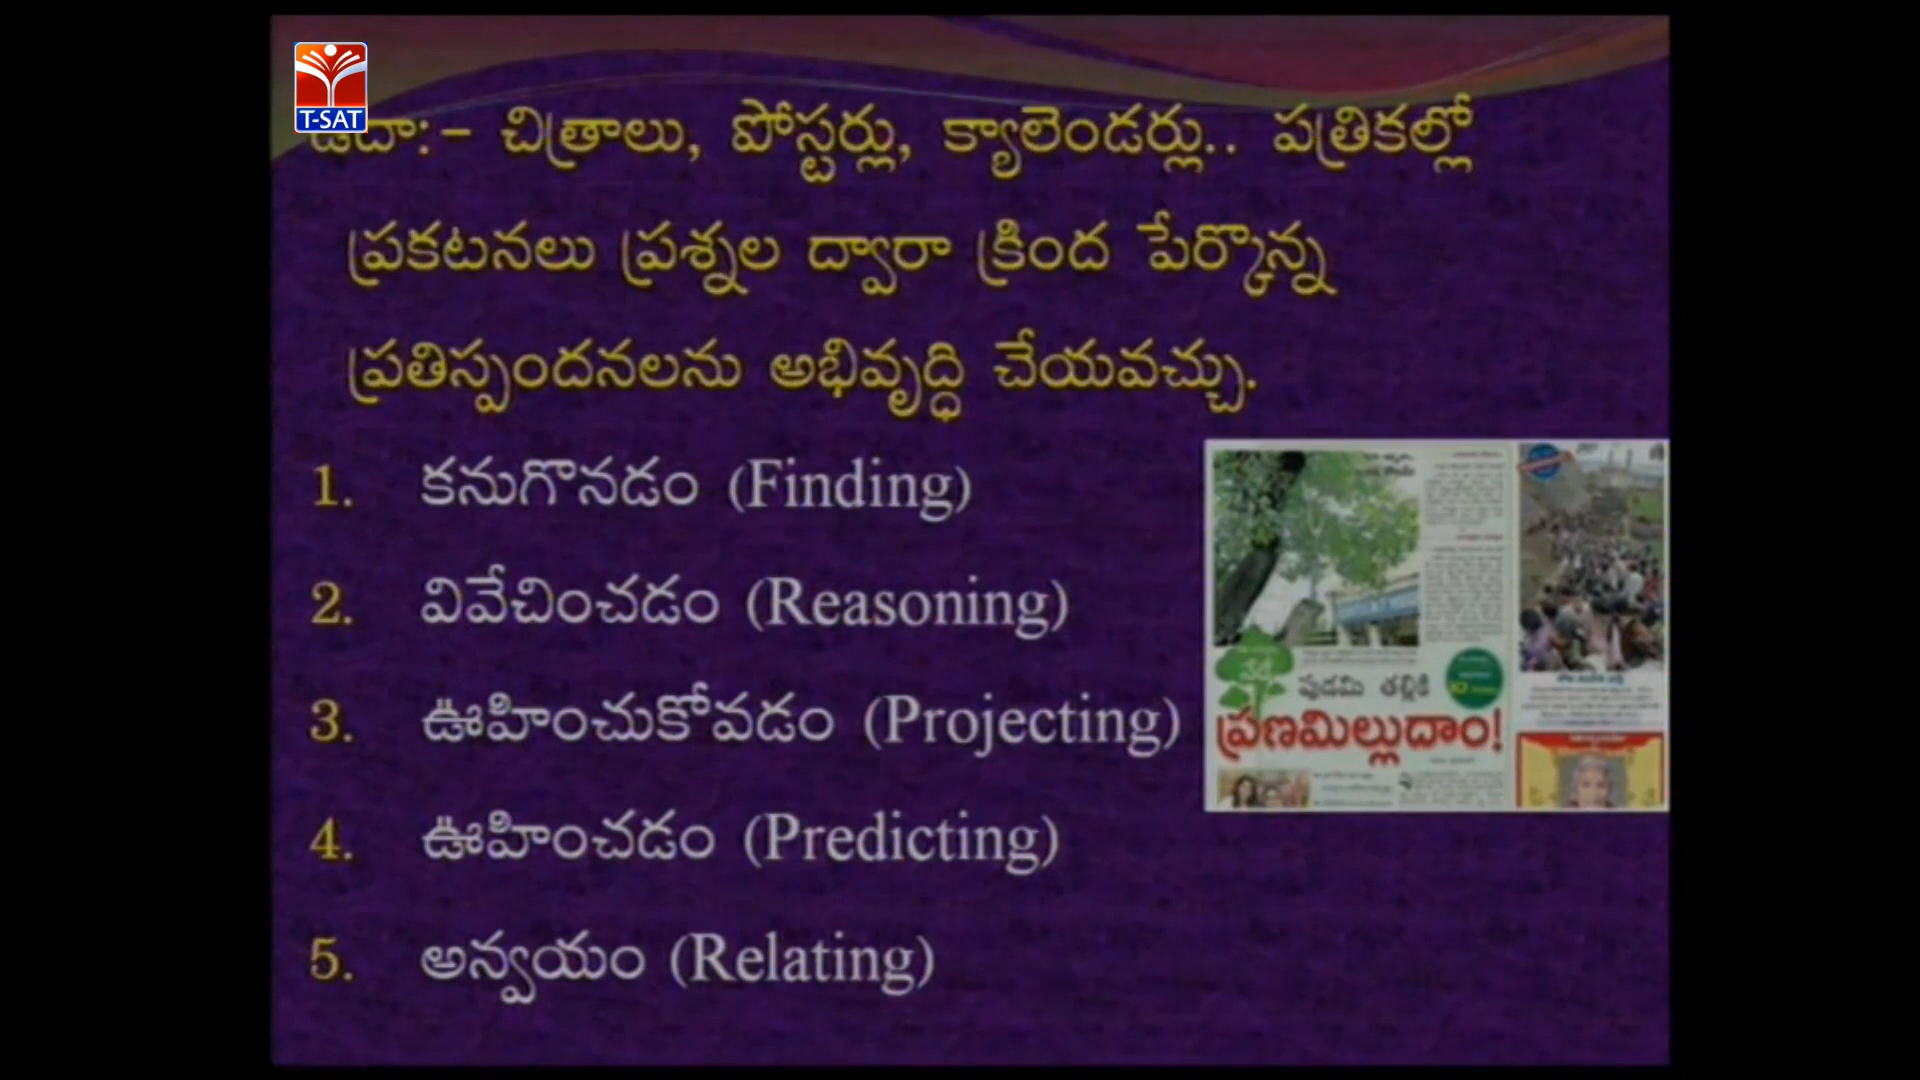 T-SAT
ఉదా:- చిత్రాలు, పోస్టర్లు, క్యాలెండర్లు.. పత్రికల్లో
ప్రకటనలు ప్రశ్నల ద్వారా క్రింద పేర్కొన్న
ప్రతిస్పందనలను అభివృద్ధి చేయవచ్చు.
1. కనుగొనడం (Finding)
2. వివేచించడం (Reasoning)
3. ఊహించుకోవడం (Projecting)
4. ఊహించడం (Predicting)
5. అన్వయం (Relating)
పుడమి తల్లికి
ప్రణమిల్లుదాం!